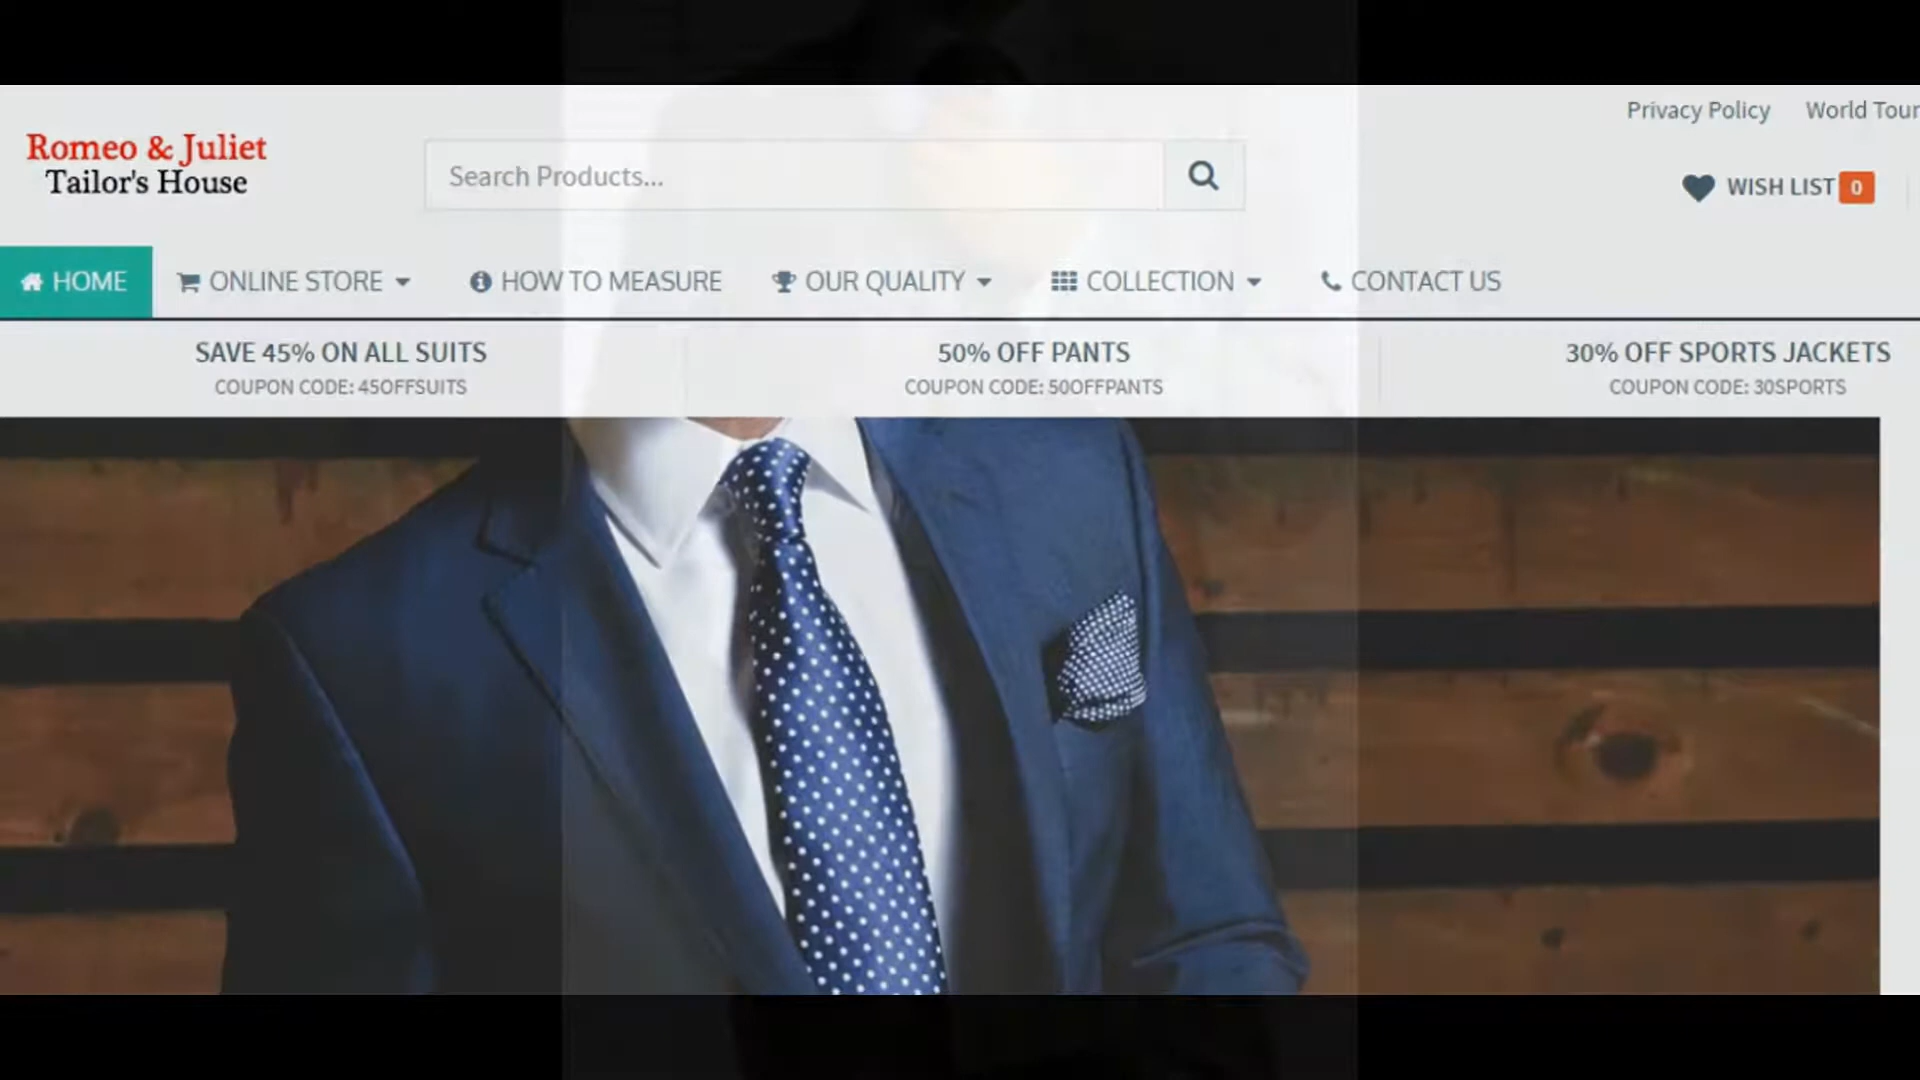 Privacy Policy World Tour
Romeo & Juliet
Tailor's House
Search Products...
WISH LIST 0
HOME ONLINE STORE HOW TO MEASURE OUR QUALITY COLLECTION CONTACT US
SAVE 45% ON ALL SUITS
COUPON CODE: 45OFFSUITS
50% OFF PANTS
COUPON CODE: 50OFFPANTS
30% OFF SPORTS JACKETS
COUPON CODE: 30SPORTS